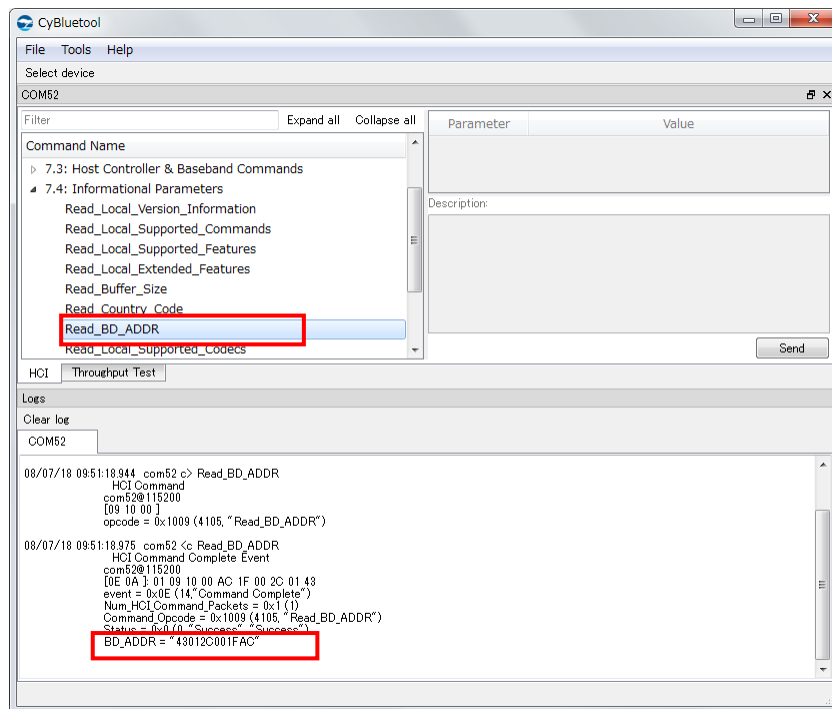 CyBluetool
File Tools Help
Select device
COM52
Filter Expand all Collapse all
Command Name
7.3: Host Controller & Baseband Commands
7.4: Informational Parameters
Read_Local_Version_Information
Read_Local_Supported_Commands
Read_Local_Supported_Features
Read_Local_Extended_Features
Read_Buffer_Size
Read_Country_Code
Read_BD_ADDR
Read_Local_Supported_Codecs
Parameter Value
Description:
Send
HCI Throughput Test
Logs
Clear log
COM52
08/07/18 09:51:18.944 com52 c> Read_BD_ADDR
HCI Command
com52@115200
[09 10 00 ]
opcode = 0x1009 (4105, "Read_BD_ADDR")
08/07/18 09:51:18.975 com52 <c Read_BD_ADDR
HCI Command Complete Event
com52@115200
[0E 0A ]: 01 09 10 00 AC 1F 00 2C 01 43
event = 0x0E (14,"Command Complete")
Num_HCI_Command_Packets = 0x1 (1)
Command_Opcode = 0x1009 (4105, "Read_BD_ADDR")
Status = 0x0 (0, "Success", "Success")
BD_ADDR = "43012C001FAC"